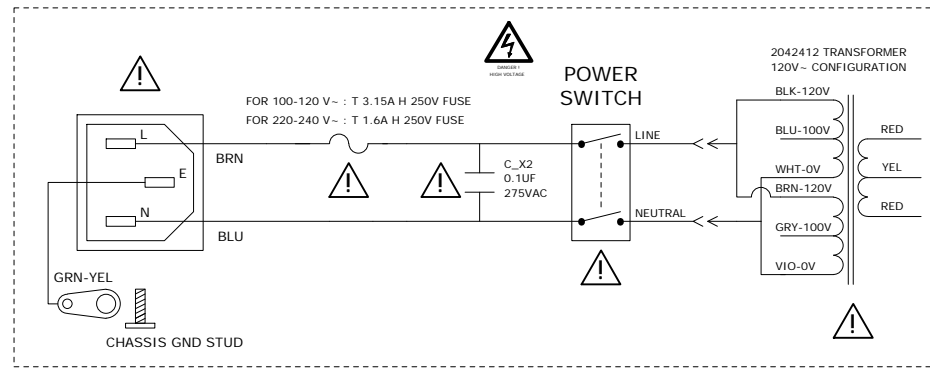 2042412 TRANSFORMER
120V~ CONFIGURATION
DANGER !
HIGH VOLTAGE
POWER
SWITCH
FOR 100-120 V~ : T 3.15A H 250V FUSE
FOR 220-240 V~ : T 1.6A H 250V FUSE
BLK-120V
L
BRN
LINE
BLU-100V
RED
C_X2
0.1UF
275VAC
E
WHT-0V
YEL
BRN-120V
N
BLU
NEUTRAL
RED
GRY-100V
VIO-0V
GRN-YEL
CHASSIS GND STUD